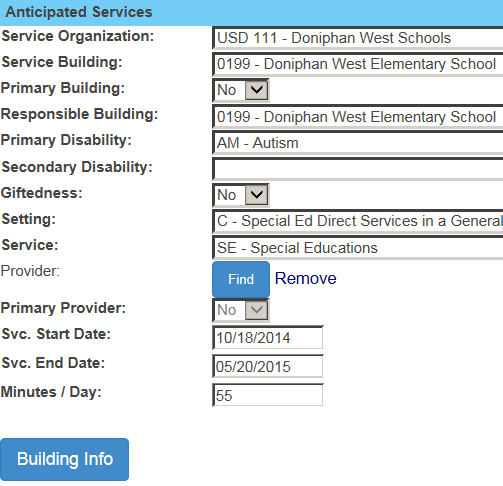 Anticipated Services
Service Organization: USD 111 - Doniphan West Schools
Service Building: 0199 - Doniphan West Elementary School
Primary Building: No
Responsible Building: 0199 - Doniphan West Elementary School
Primary Disability: AM - Autism
Secondary Disability:
Giftedness: No
Setting: C - Special Ed Direct Services in a General
Service: SE - Special Educations
Provider: Find Remove
Primary Provider: No
Svc. Start Date: 10/18/2014
Svc. End Date: 05/20/2015
Minutes / Day: 55
Building Info